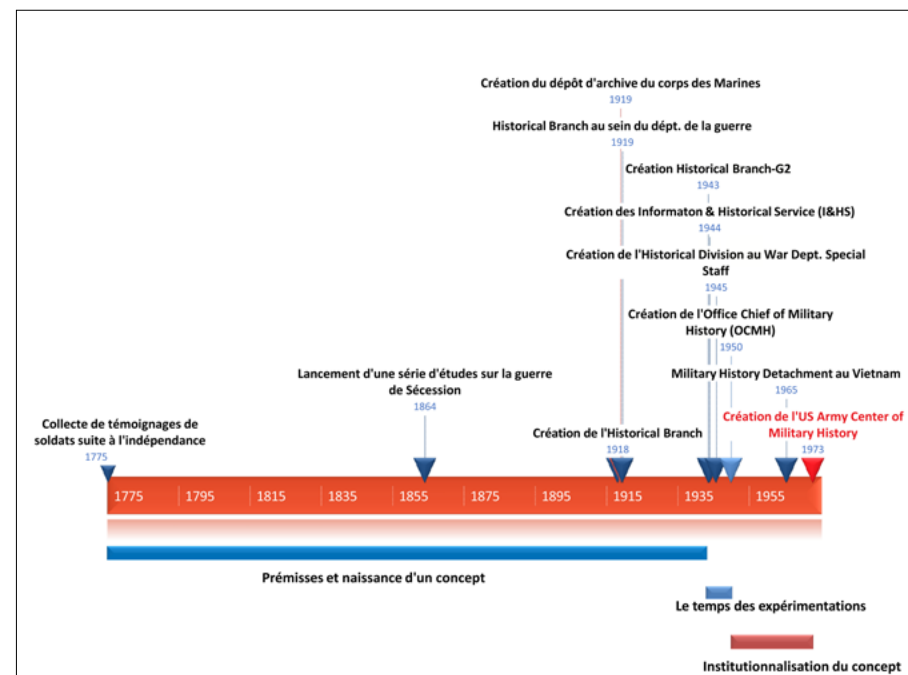 Création du dépôt d'archive du corps des Marines
1919
Historical Branch au sein du dépt. de la guerre
1919
Création Historical Branch-G2
1943
Création des Informaton & Historical Service (I&HS)
1944
Création de l'Historical Division au War Dept. Special
Staff
1945
Création de l'Office Chief of Military
History (OCMH)
1950
Lancement d'une série d'études sur la guerre
de Sécession
1864
Military History Detachment au Vietnam
1965
Collecte de témoignages de
soldats suite à l'indépendance
1775
Création de l'Historical Branch
1918
Création de l'US Army Center of
Military History
1973
1775 1795 1815 1835 1855 1875 1895 1915 1935 1955
Prémisses et naissance d'un concept
Le temps des expérimentations
Institutionnalisation du concept